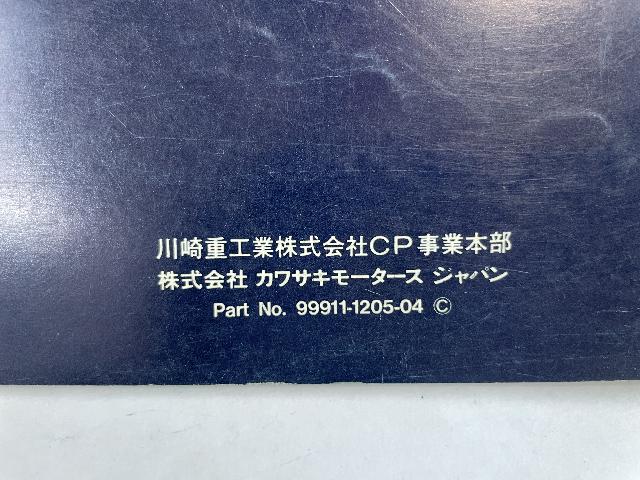 川崎重工業株式会社CP事業本部
株式会社 カワサキモータース ジャパン
Part No. 99911-1205-04 ©